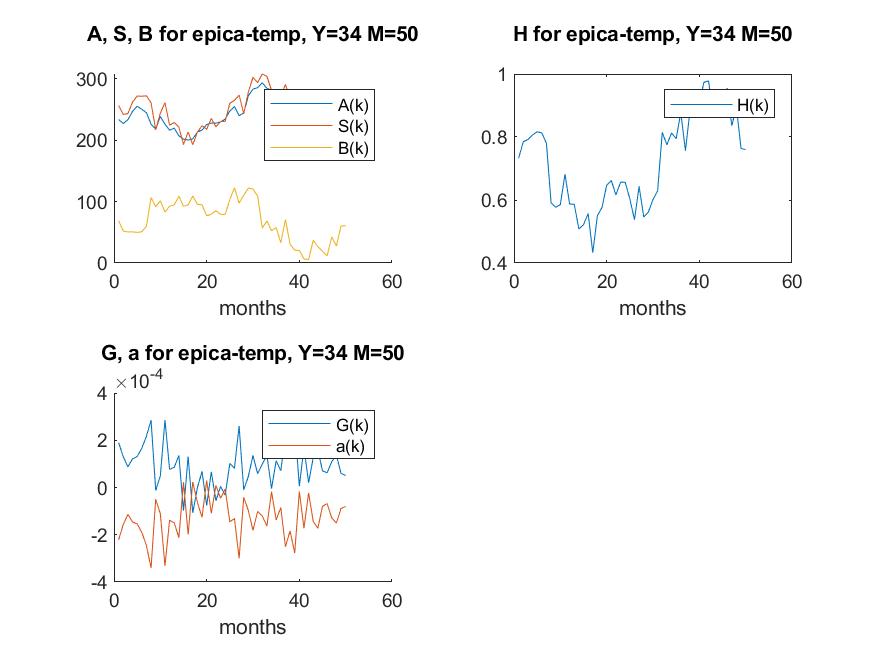 A, S, B for epica-temp, Y=34 M=50
300
200
100
0
0 20 40 60
months
A(k)
S(k)
B(k)
H for epica-temp, Y=34 M=50
1
0.8
0.6
0.4
0 20 40 60
months
H(k)
G, a for epica-temp, Y=34 M=50
×10-4
4
2
0
-2
-4
0 20 40 60
months
G(k)
a(k)